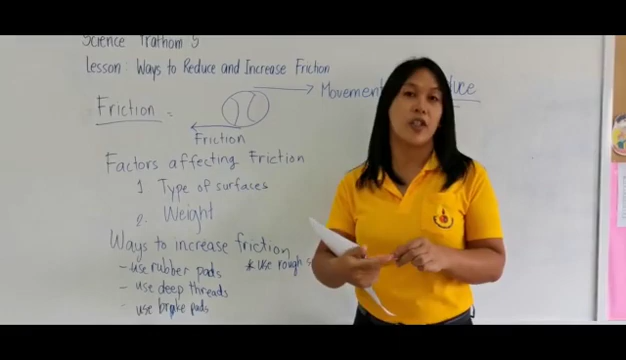 Science Prathom 5
Lesson: Ways to Reduce and Increase Friction
Movement
Friction =
Friction
Factors affecting Friction
1 Type of surfaces
2. Weight
Ways to increase friction
- use rubber pads * use rough
- use deep threads
- use brake pads